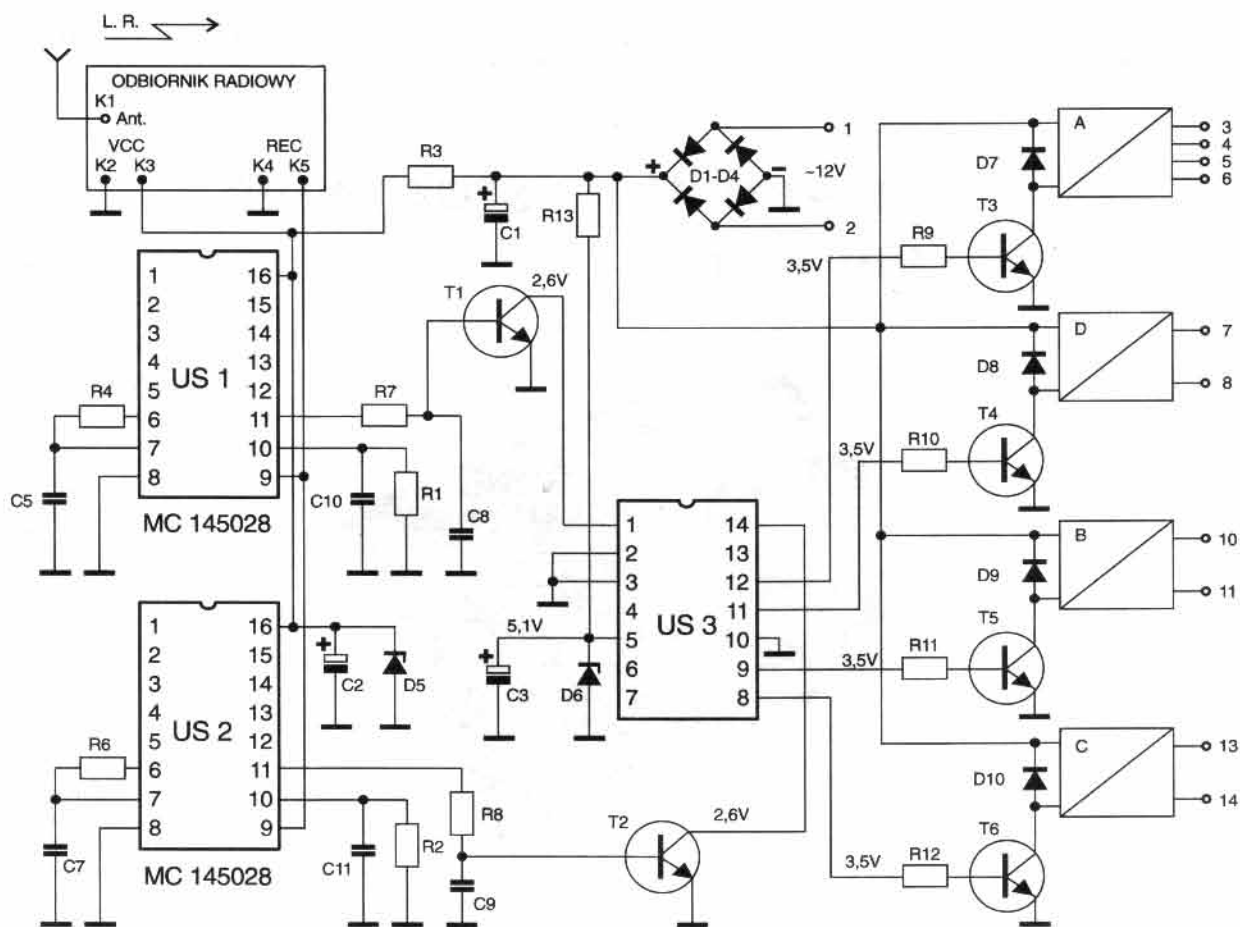 L. R.
ODBIORNIK RADIOWY
K1
Ant.
VCC
REC
K2
K3
K4
K5
R3
C1
R13
D1-D4
+
-
~12V
1
2
A
D7
T3
R9
3,5V
3
4
5
6
D
D8
T4
R10
3,5V
7
8
B
D9
T5
R11
3,5V
10
11
C
D10
T6
R12
3,5V
13
14
1
2
3
4
5
6
7
8
16
15
14
13
12
11
10
9
US 1
MC 145028
R4
C5
R7
T1
2,6V
C10
R1
C8
1
2
3
4
5
6
7
8
16
15
14
13
12
11
10
9
US 2
MC 145028
R6
C7
+
C2
D5
C11
R2
R8
C9
T2
2,6V
5,1V
+
C3
D6
1
2
3
4
5
6
7
14
13
12
11
10
9
8
US 3
+